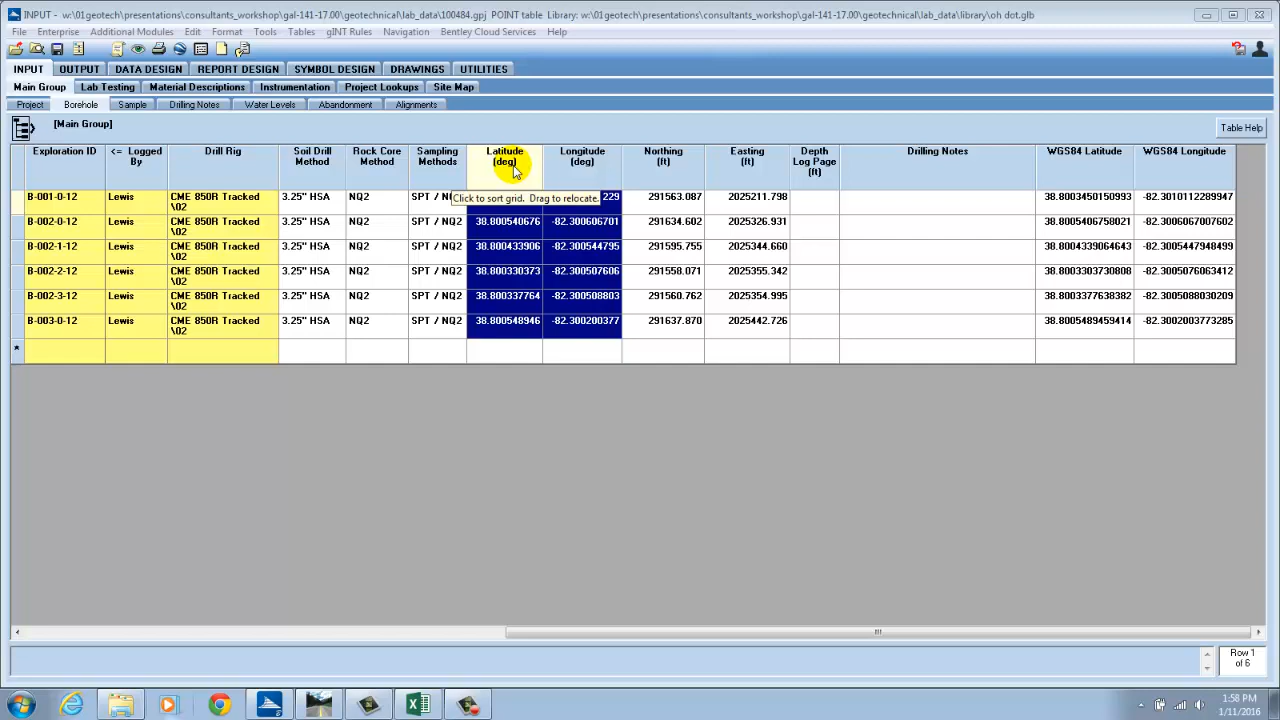 INPUT - w:\01geotech\presentations\consultants_workshop\gal-141-17.00\geotechnical\lab_data\100484.gpj  POINT table  Library: w:\01geotech\presentations\consultants_workshop\gal-141-17.00\geotechnical\lab_data\library\oh dot.glb
File Enterprise Additional Modules Edit Format Tools Tables gINT Rules Navigation Bentley Cloud Services Help
INPUT OUTPUT DATA DESIGN REPORT DESIGN SYMBOL DESIGN DRAWINGS UTILITIES
Main Group Lab Testing Material Descriptions Instrumentation Project Lookups Site Map
Project Borehole Sample Drilling Notes Water Levels Abandonment Alignments
[Main Group] Table Help
Exploration ID <= Logged By Drill Rig Soil Drill Method Rock Core Method Sampling Methods Latitude (deg) Longitude (deg) Northing (ft) Easting (ft) Depth Log Page (ft) Drilling Notes WGS84 Latitude WGS84 Longitude
B-001-0-12 Lewis CME 850R Tracked \02 3.25" HSA NQ2 SPT / N 229 291563.087 2025211.798 38.8003450150993 -82.3010112289947
Click to sort grid. Drag to relocate.
B-002-0-12 Lewis CME 850R Tracked \02 3.25" HSA NQ2 SPT / NQ2 38.800540676 -82.300606701 291634.602 2025326.931 38.8005406758021 -82.3006067007602
B-002-1-12 Lewis CME 850R Tracked \02 3.25" HSA NQ2 SPT / NQ2 38.800433906 -82.300544795 291595.755 2025344.660 38.8004339064643 -82.3005447948499
B-002-2-12 Lewis CME 850R Tracked \02 3.25" HSA NQ2 SPT / NQ2 38.800330373 -82.300507606 291558.071 2025355.342 38.8003303730808 -82.3005076063412
B-002-3-12 Lewis CME 850R Tracked \02 3.25" HSA NQ2 SPT / NQ2 38.800337764 -82.300508803 291560.762 2025354.995 38.8003377638382 -82.3005088030209
B-003-0-12 Lewis CME 850R Tracked \02 3.25" HSA NQ2 SPT / NQ2 38.800548946 -82.300200377 291637.870 2025442.726 38.8005489459414 -82.3002003773285
*
Row 1 of 6
1:58 PM
1/11/2016